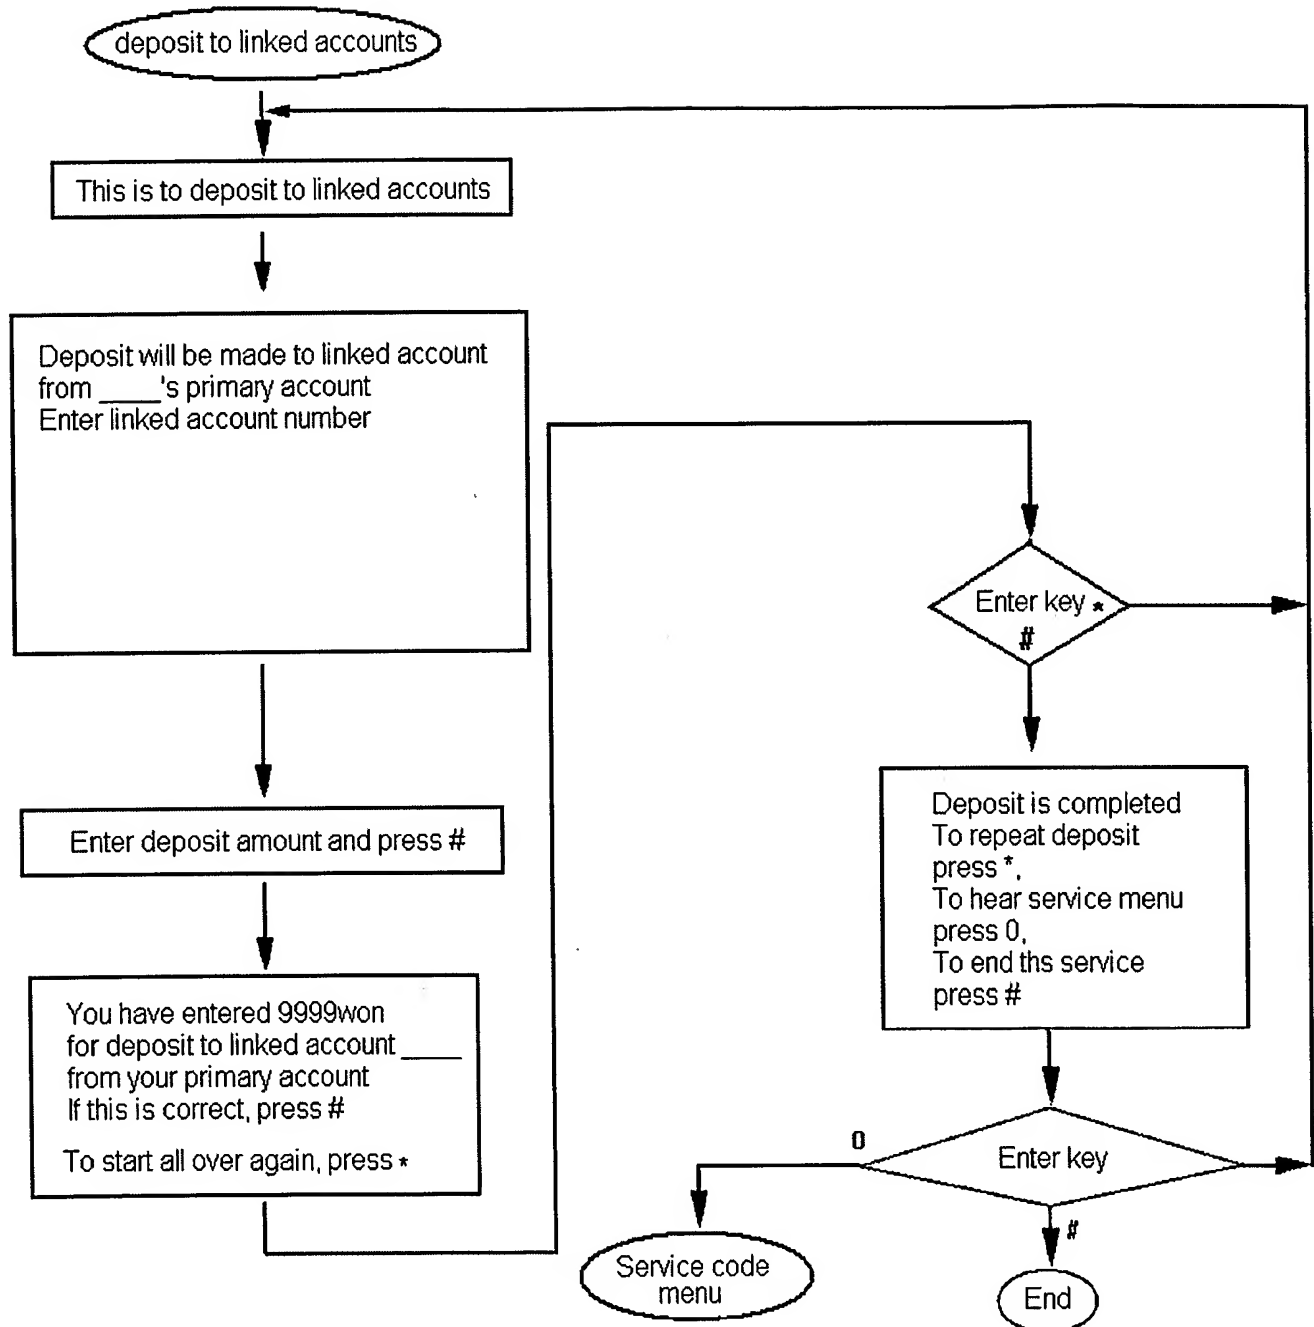 deposit to linked accounts
This is to deposit to linked accounts
Deposit will be made to linked account
from ____'s primary account
Enter linked account number
Enter deposit amount and press #
You have entered 9999won
for deposit to linked account ____
from your primary account
If this is correct, press #
To start all over again, press *
Enter key *
#
Deposit is completed
To repeat deposit
press *,
To hear service menu
press 0,
To end ths service
press #
0
Enter key
#
Service code
menu
End